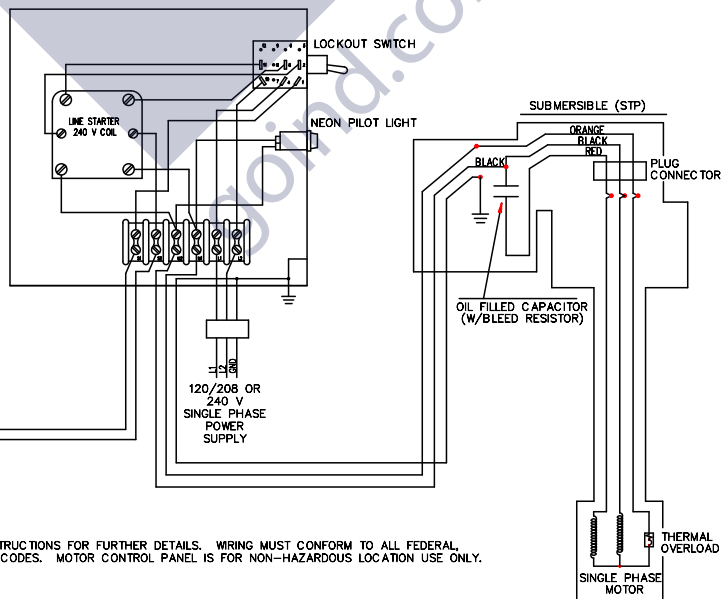 LOCKOUT SWITCH
LINE STARTER
240 V COIL
NEON PILOT LIGHT
SUBMERSIBLE (STP)
ORANGE
BLACK
RED
BLACK
PLUG
CONNECTOR
OIL FILLED CAPACITOR
(W/BLEED RESISTOR)
L1
L2
GND
120/208 OR
240 V
SINGLE PHASE
POWER
SUPPLY
TRUCTIONS FOR FURTHER DETAILS. WIRING MUST CONFORM TO ALL FEDERAL,
CODES. MOTOR CONTROL PANEL IS FOR NON-HAZARDOUS LOCATION USE ONLY.
THERMAL
OVERLOAD
SINGLE PHASE
MOTOR
goind.co